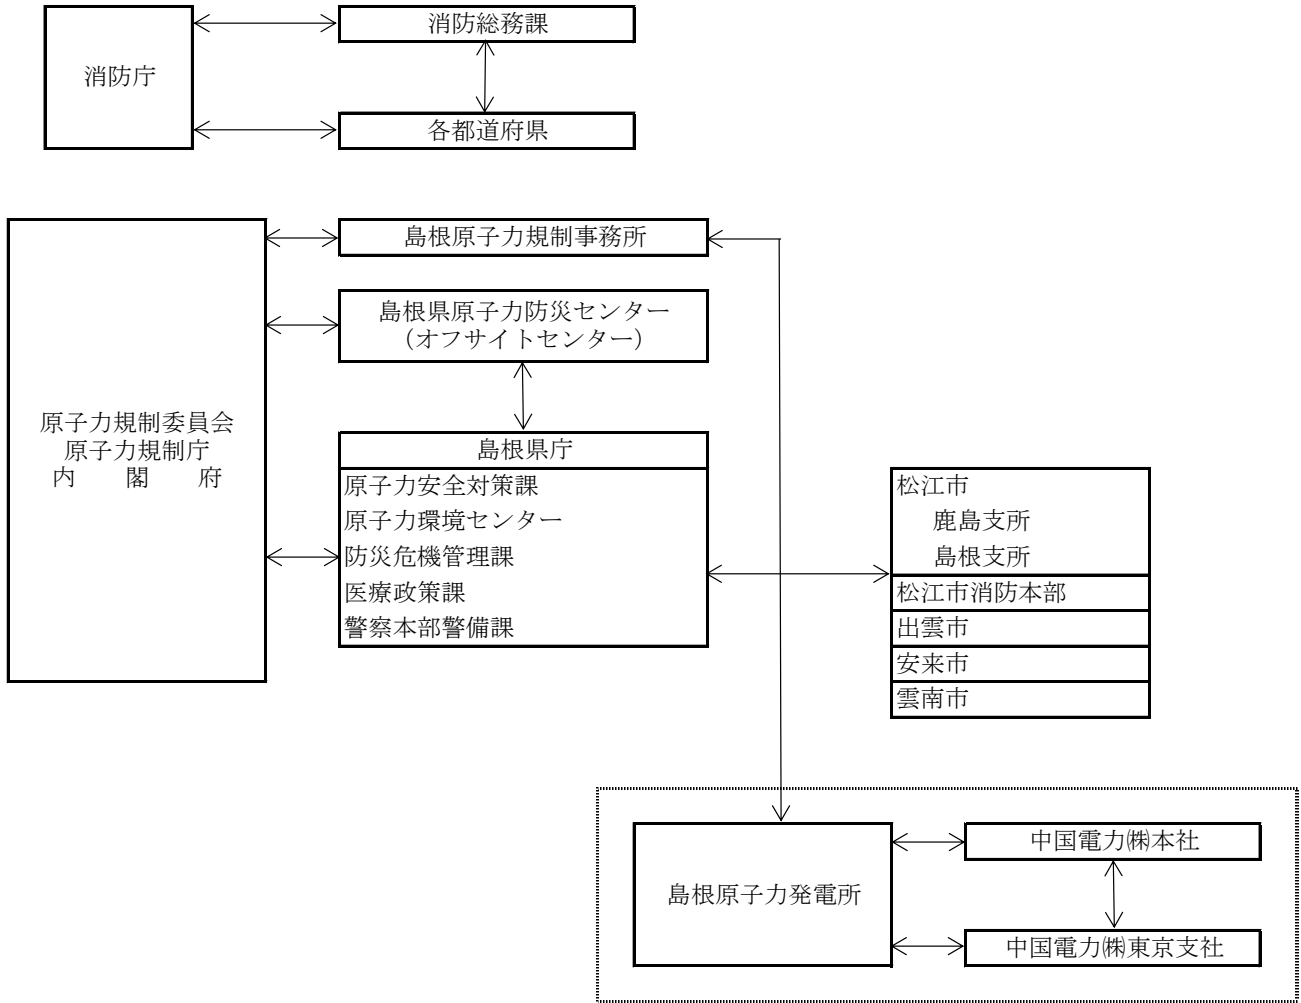 消防総務課
消防庁
各都道府県
島根原子力規制事務所
島根県原子力防災センター
（オフサイトセンター）
原子力規制委員会
原子力規制庁
内　　閣　　府
島根県庁
原子力安全対策課
原子力環境センター
防災危機管理課
医療政策課
警察本部警備課
松江市
鹿島支所
島根支所
松江市消防本部
出雲市
安来市
雲南市
島根原子力発電所
中国電力㈱本社
中国電力㈱東京支社